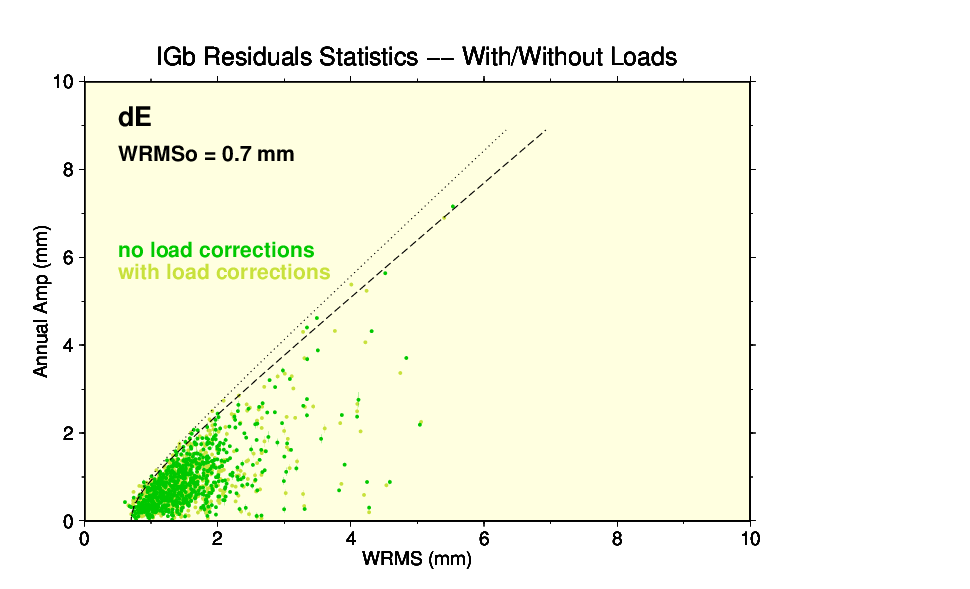 IGb Residuals Statistics −− With/Without Loads
10
8
6
4
2
0
dE
WRMSo = 0.7 mm
no load corrections
with load corrections
Annual Amp (mm)
0 2 4 6 8 10
WRMS (mm)